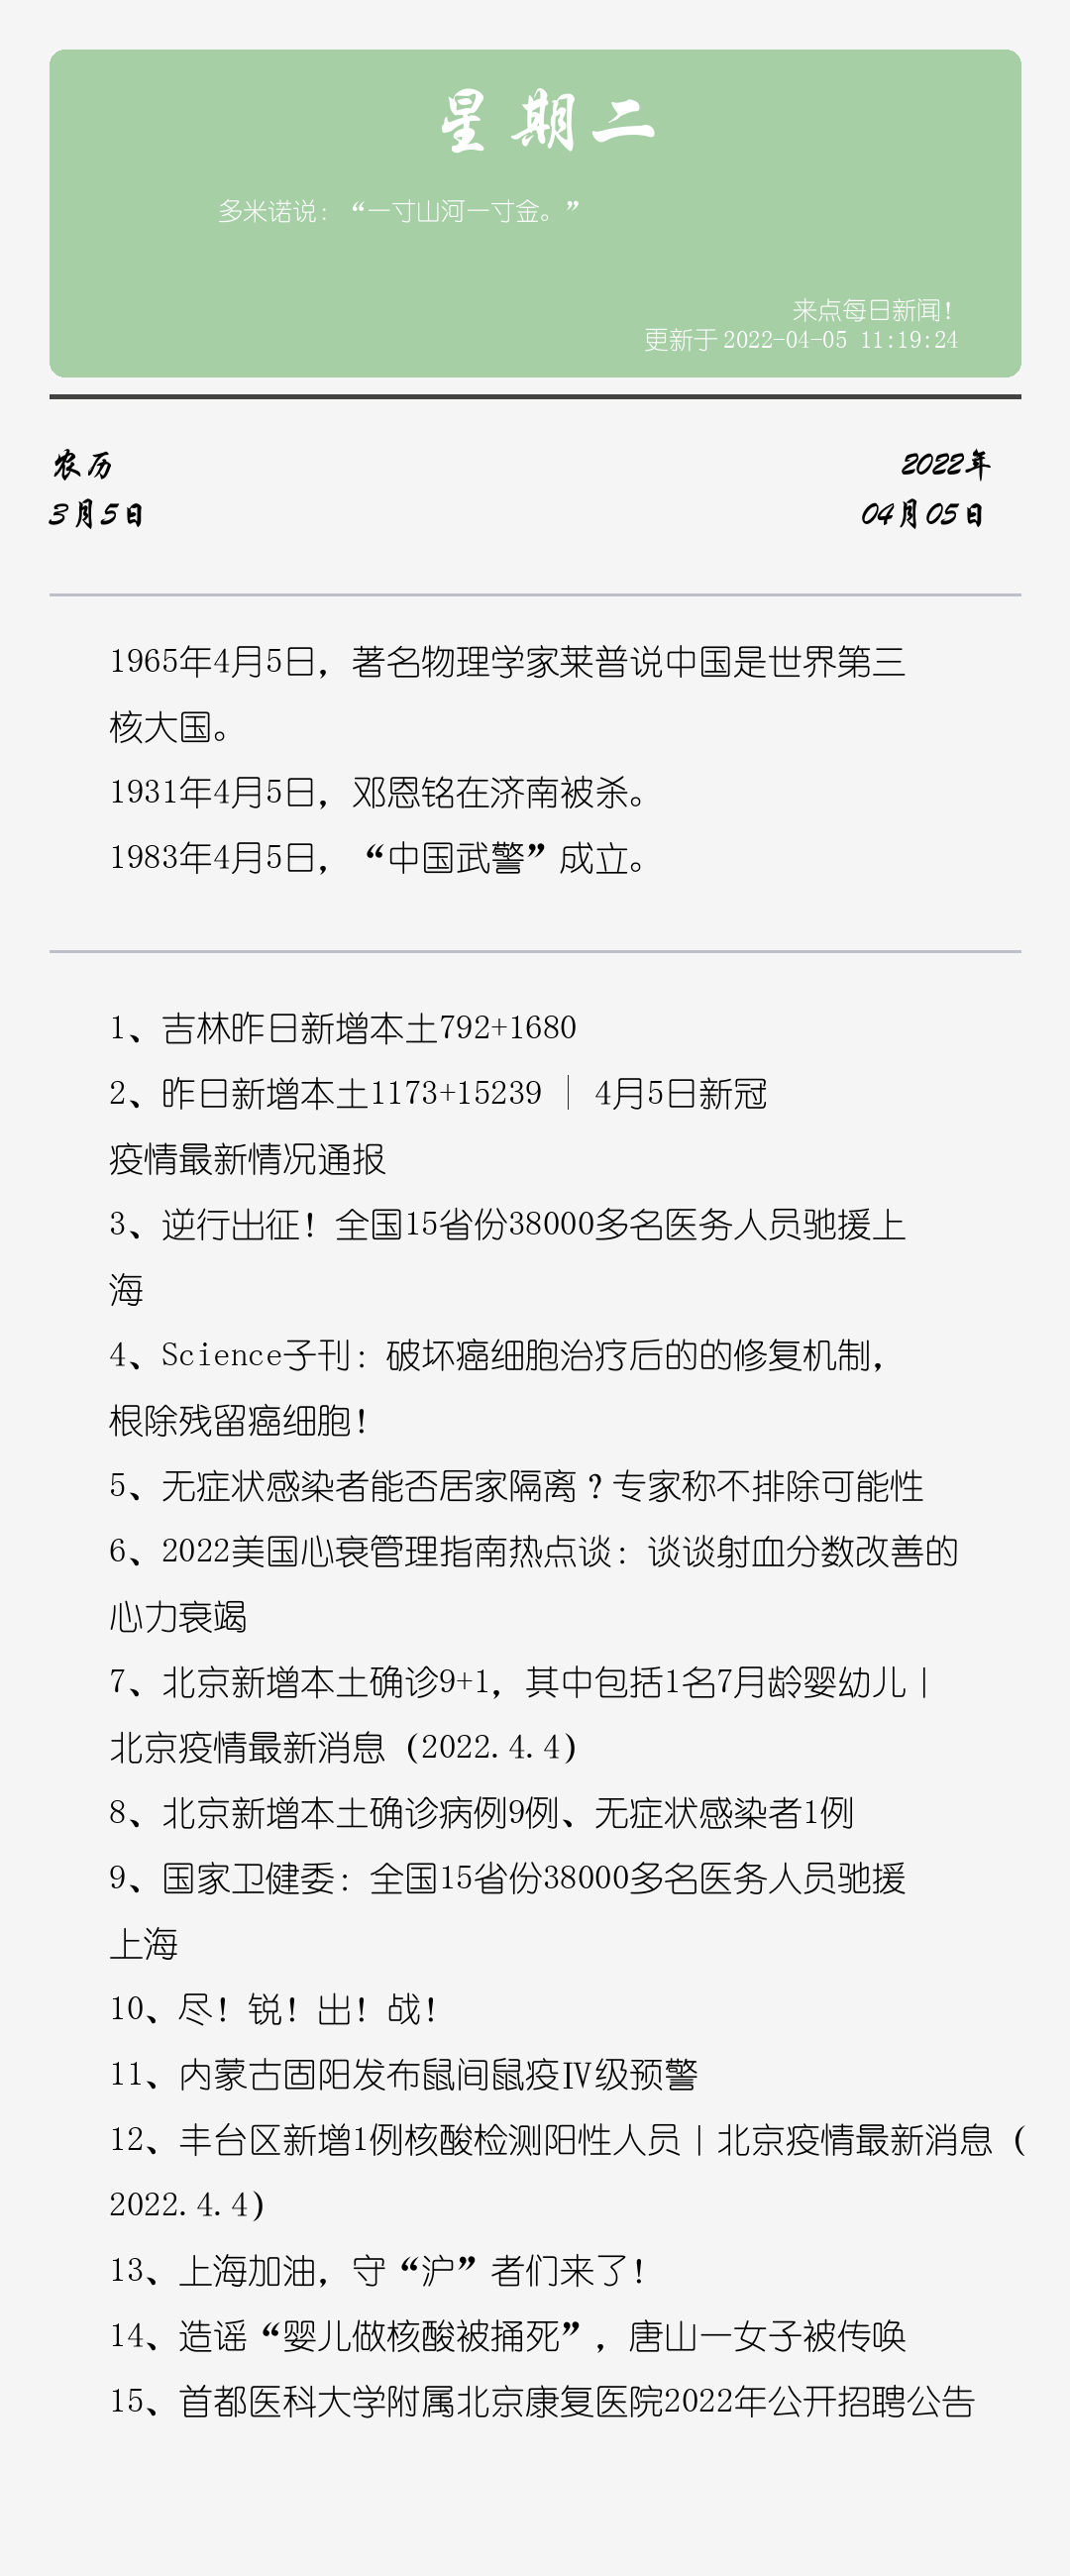 星期二
多米诺说：“一寸山河一寸金。”
来点每日新闻！
更新于 2022-04-05 11:19:24
农历
2022年
3月5日
04月05日
1965年4月5日，著名物理学家莱普说中国是世界第三
核大国。
1931年4月5日，邓恩铭在济南被杀。
1983年4月5日，“中国武警”成立。
1、吉林昨日新增本土792+1680
2、昨日新增本土1173+15239 │ 4月5日新冠
疫情最新情况通报
3、逆行出征！全国15省份38000多名医务人员驰援上
海
4、Science子刊：破坏癌细胞治疗后的的修复机制，
根除残留癌细胞！
5、无症状感染者能否居家隔离？专家称不排除可能性
6、2022美国心衰管理指南热点谈：谈谈射血分数改善的
心力衰竭
7、北京新增本土确诊9+1，其中包括1名7月龄婴幼儿丨
北京疫情最新消息（2022.4.4）
8、北京新增本土确诊病例9例、无症状感染者1例
9、国家卫健委：全国15省份38000多名医务人员驰援
上海
10、尽！锐！出！战！
11、内蒙古固阳发布鼠间鼠疫Ⅳ级预警
12、丰台区新增1例核酸检测阳性人员丨北京疫情最新消息（
2022.4.4）
13、上海加油，守“沪”者们来了！
14、造谣“婴儿做核酸被捅死”，唐山一女子被传唤
15、首都医科大学附属北京康复医院2022年公开招聘公告